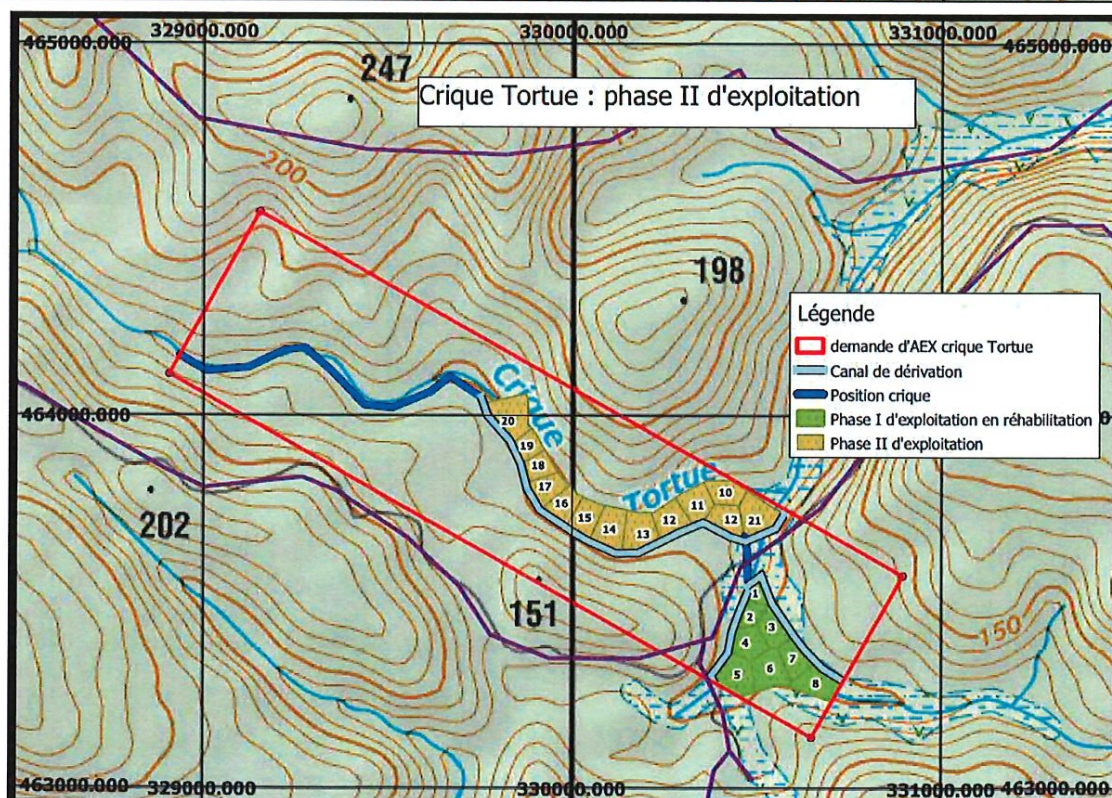 329000.000 330000.000 331000.000
465000.000 465000.000
247
Crique Tortue : phase II d'exploitation
200
198
Légende
demande d'AEX crique Tortue
Canal de dérivation
Position crique
Phase I d'exploitation en réhabilitation
Phase II d'exploitation
464000.000
Crique
Tortue
20
19
18
17
16
15
14
13
12
11
10
12
21
202
151
150
1
2
3
4
5
6
7
8
463000.000 463000.000
329000.000 330000.000 331000.000